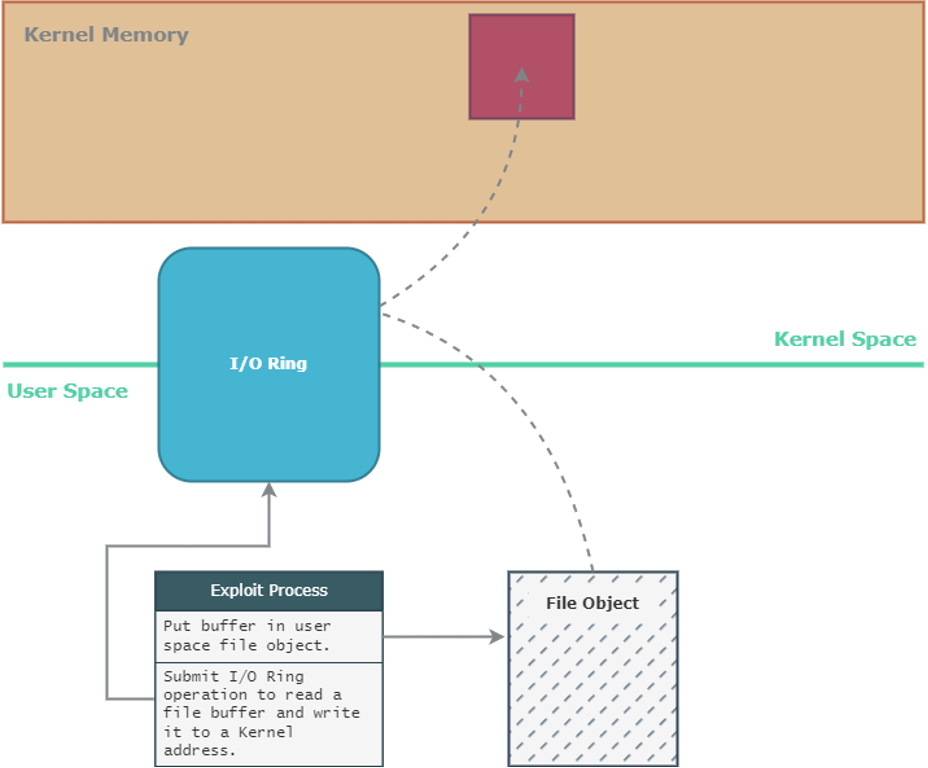 Kernel Memory
Kernel Space
I/O Ring
User Space
Exploit Process
Put buffer in user
space file object.
Submit I/O Ring
operation to read a
file buffer and write
it to a Kernel
address.
File Object